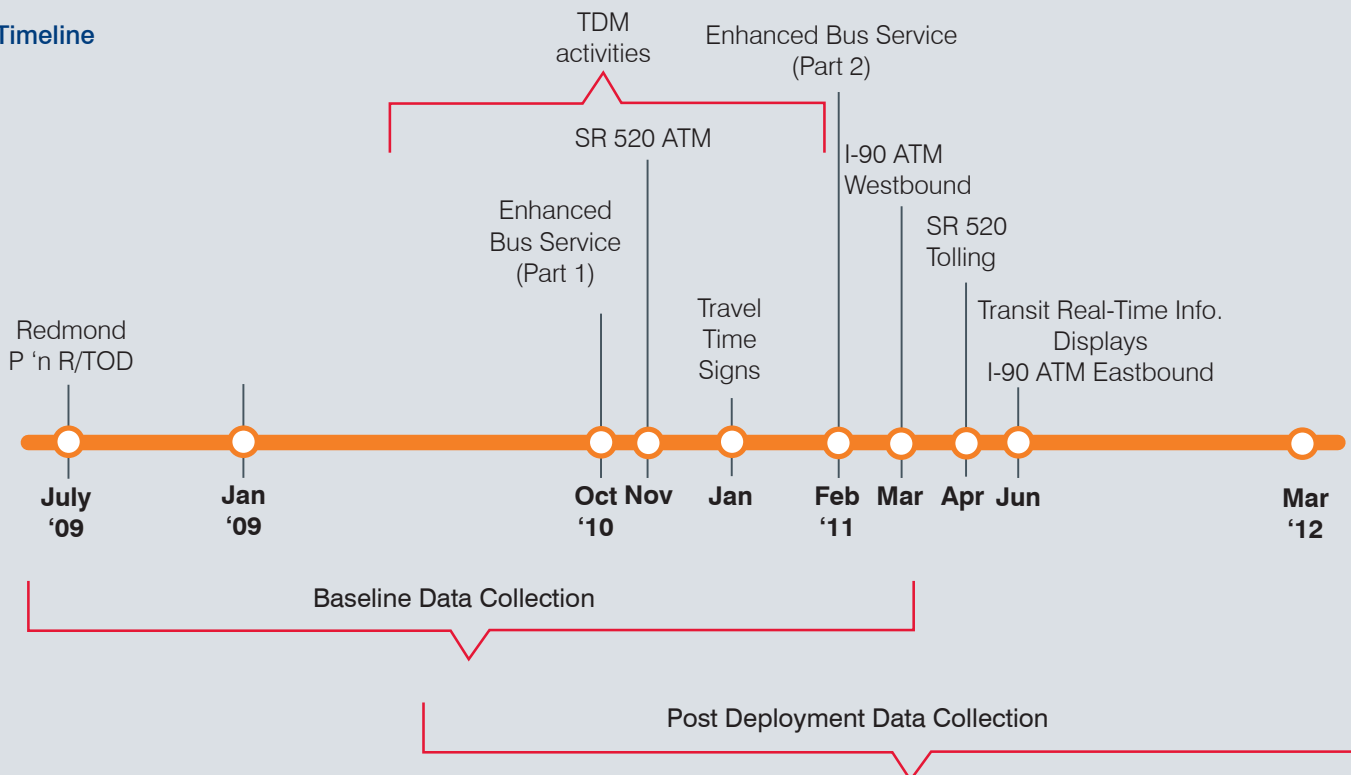 Timeline
TDM
activities
Enhanced Bus Service
(Part 2)
SR 520 ATM
I-90 ATM
Westbound
Enhanced
Bus Service
(Part 1)
SR 520
Tolling
Travel
Time
Signs
Transit Real-Time Info.
Displays
I-90 ATM Eastbound
Redmond
P ‘n R/TOD
July
‘09
Jan
‘09
Oct
‘10
Nov
Jan
Feb
‘11
Mar
Apr
Jun
Mar
‘12
Baseline Data Collection
Post Deployment Data Collection